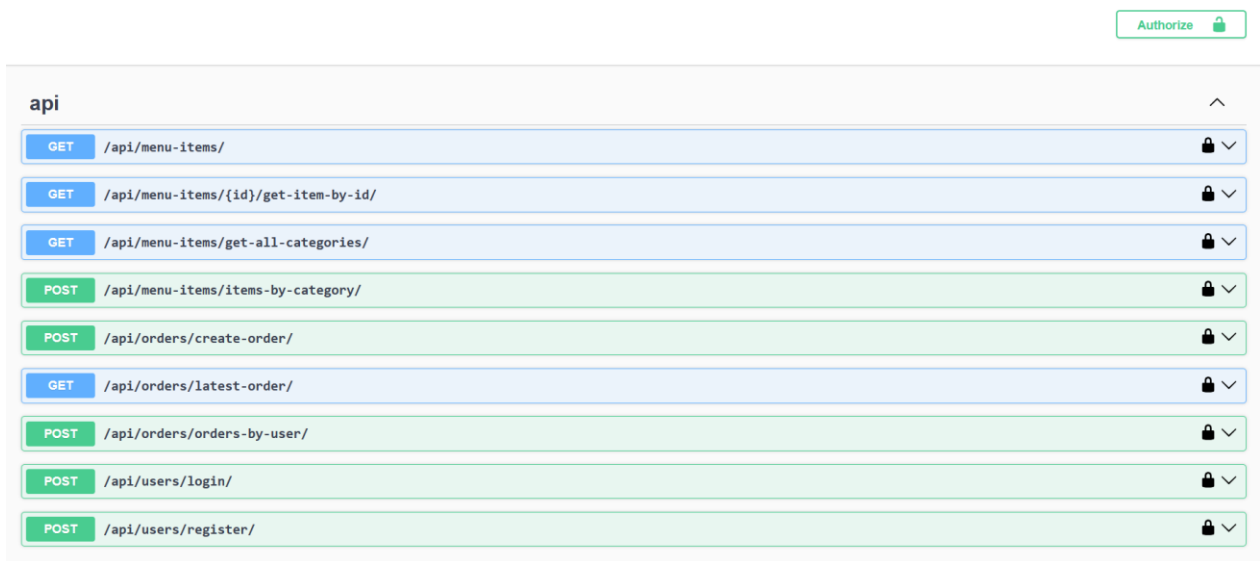 Authorize
api
GET /api/menu-items/
GET /api/menu-items/{id}/get-item-by-id/
GET /api/menu-items/get-all-categories/
POST /api/menu-items/items-by-category/
POST /api/orders/create-order/
GET /api/orders/latest-order/
POST /api/orders/orders-by-user/
POST /api/users/login/
POST /api/users/register/